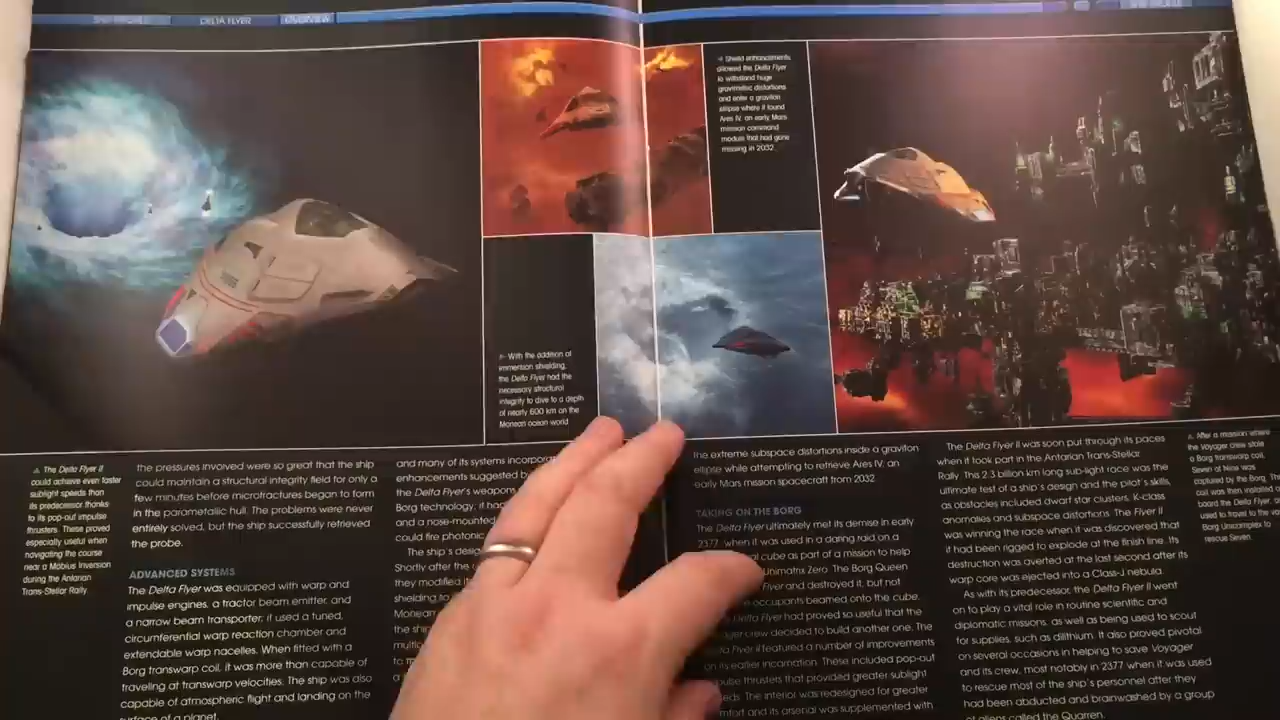 DELTA FLYER
OVERVIEW
Shield enhancements
allowed the Delta Flyer
to withstand huge
gravimetric distortions
and enter a graviton
ellipse where it found
Ares IV, an early Mars
mission command
module that had gone
missing in 2032.
With the addition of
immersion shielding,
the Delta Flyer had the
necessary structural
integrity to dive to a depth
of nearly 600 km on the
Monean ocean world
The Delta Flyer II
could achieve even faster
sublight speeds than
its predecessor thanks
to its pop-out impulse
thrusters. These proved
especially useful when
navigating the course
near a Möbius Inversion
during the Antarian
Trans-Stellar Rally.
the pressures involved were so great that the ship
could maintain a structural integrity field for only a
few minutes before microfractures began to form
in the parametallic hull. The problems were never
entirely solved, but the ship successfully retrieved
the probe.
ADVANCED SYSTEMS
The Delta Flyer was equipped with warp and
impulse engines, a tractor beam emitter, and
a narrow beam transporter; it used a tuned,
circumferential warp reaction chamber and
extendable warp nacelles. When fitted with a
Borg transwarp coil, it was more than capable of
traveling at transwarp velocities. The ship was also
capable of atmospheric flight and landing on the
surface of a planet.
and many of its systems
enhancements suggested
the Delta Flyer's weapons
Borg technology; it
and a nose-mounted
could fire photonic
The ship's
Shortly after the
they modified
shielding
Monean
the
to
the extreme subspace distortions inside a graviton
ellipse while attempting to retrieve Ares IV, an
early Mars mission spacecraft from 2032
TAKING ON THE BORG
The Delta Flyer ultimately met its demise in early
2377, when it was used in a daring raid on a
cube as part of a mission to help
Unimatrix Zero. The Borg Queen
Flyer and destroyed it, but not
occupants beamed onto the cube.
Delta Flyer had proved so useful that the
crew decided to build another one. The
Flyer II featured a number of improvements
on its earlier incarnation. These included pop-out
thrusters that provided greater sublight
The interior was redesigned for greater
and its arsenal was supplemented with
The Delta Flyer II was soon put through its paces
when it took part in the Antarian Trans-Stellar
Rally. This 2.3 billion km long sub-light race was the
ultimate test of a ship's design and the pilot's skills,
as obstacles included dwarf star clusters, K-class
anomalies and subspace distortions. The Flyer II
was winning the race when it was discovered that
it had been rigged to explode at the finish line. Its
destruction was averted at the last second after its
warp core was ejected into a Class-J nebula.
As with its predecessor, the Delta Flyer II went
on to play a vital role in routine scientific and
diplomatic missions, as well as being used to scout
for supplies, such as dilithium. It also proved pivotal
on several occasions in helping to save Voyager
and its crew, most notably in 2377 when it was used
to rescue most of the ship's personnel after they
had been abducted and brainwashed by a group
of aliens called the Quarren.
After a mission where
the Voyager crew stole
a Borg transwarp coil,
Seven of Nine was
captured by the Borg. The
coil was then installed
board the Delta Flyer,
used to travel to the
Borg Unicomplex to
rescue Seven.